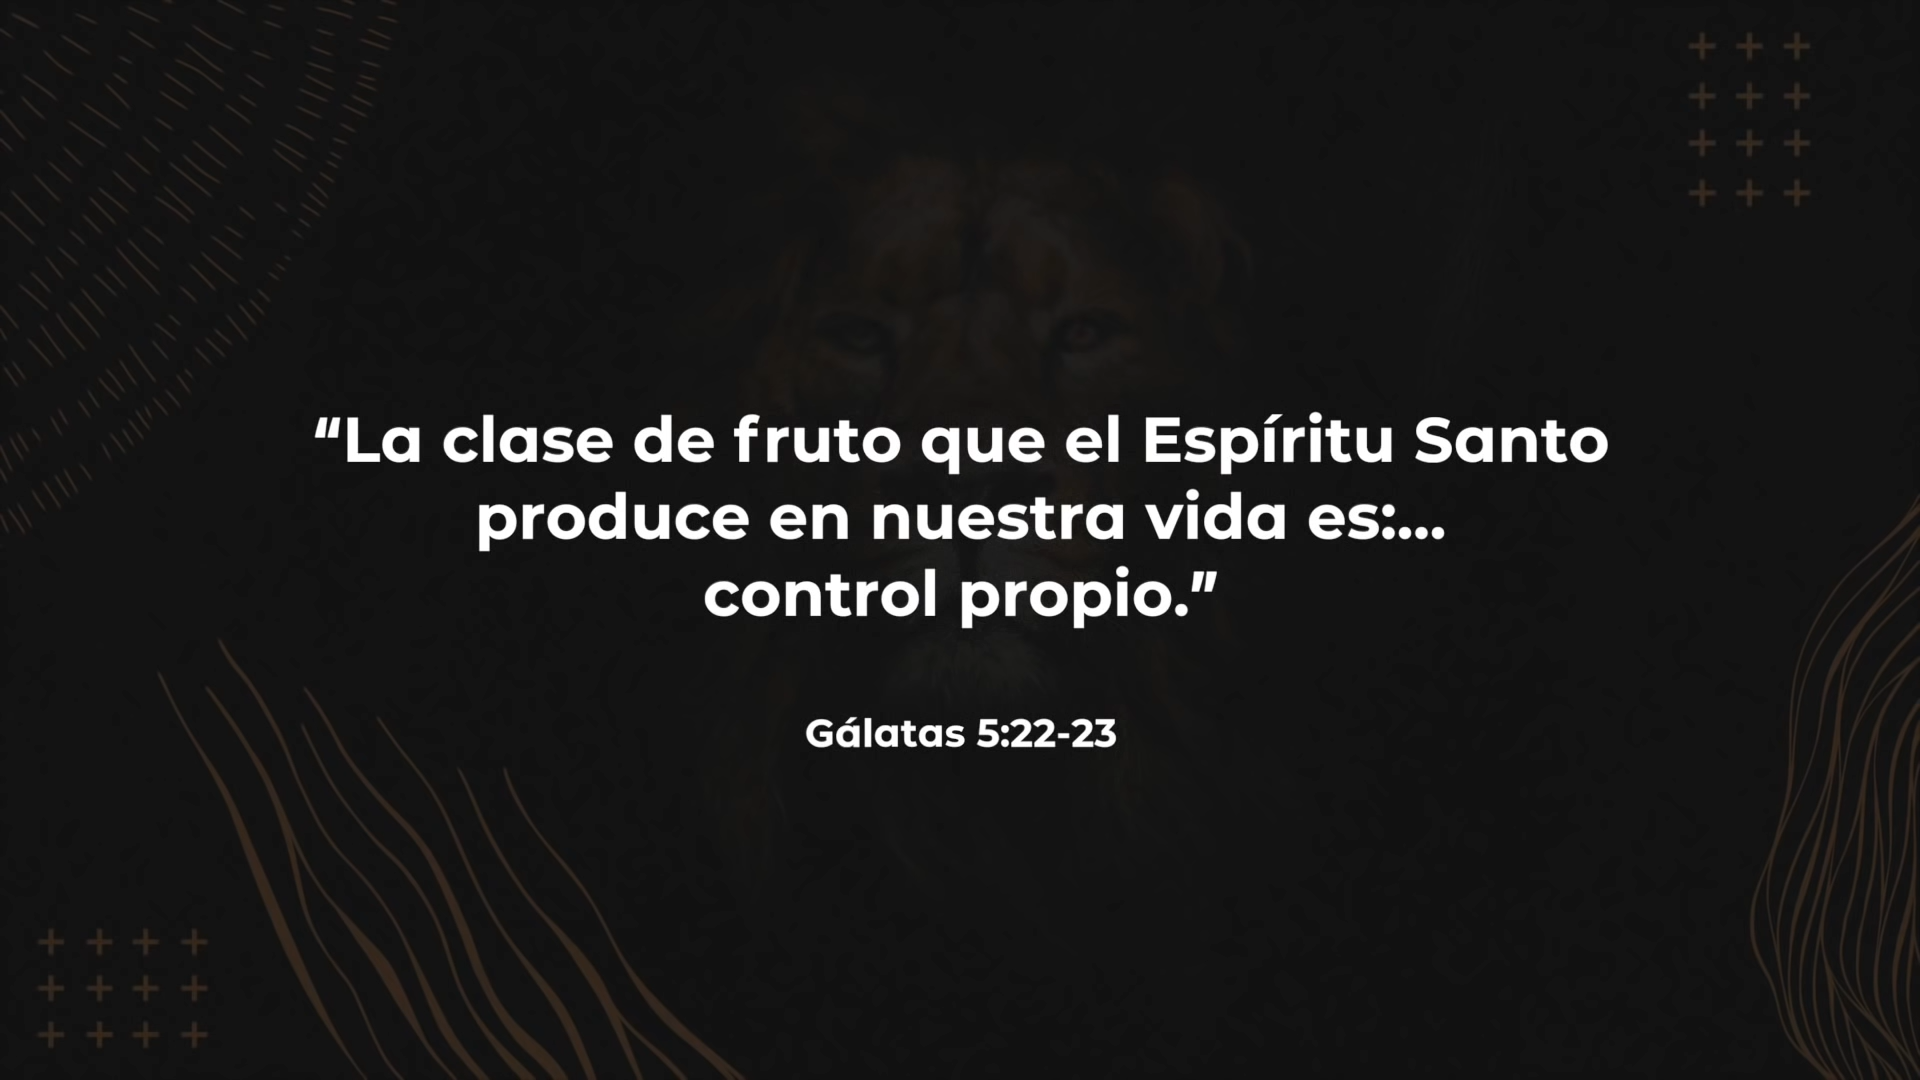 “La clase de fruto que el Espíritu Santo
produce en nuestra vida es:...
control propio.”
Gálatas 5:22-23